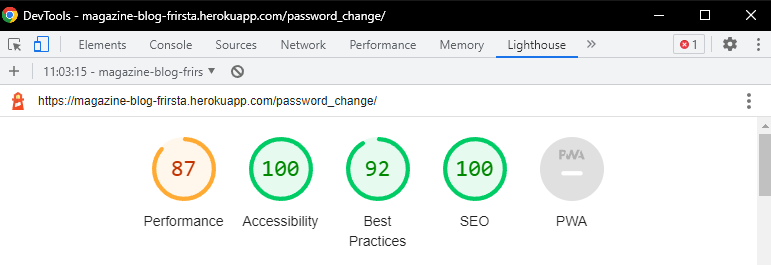 DevTools - magazine-blog-frirsta.herokuapp.com/password_change/
Elements Console Sources Network Performance Memory Lighthouse » 1
+ 11:03:15 - magazine-blog-frirs
https://magazine-blog-frirsta.herokuapp.com/password_change/
87 100 92 100 PWA
Performance Accessibility Best SEO PWA
Practices